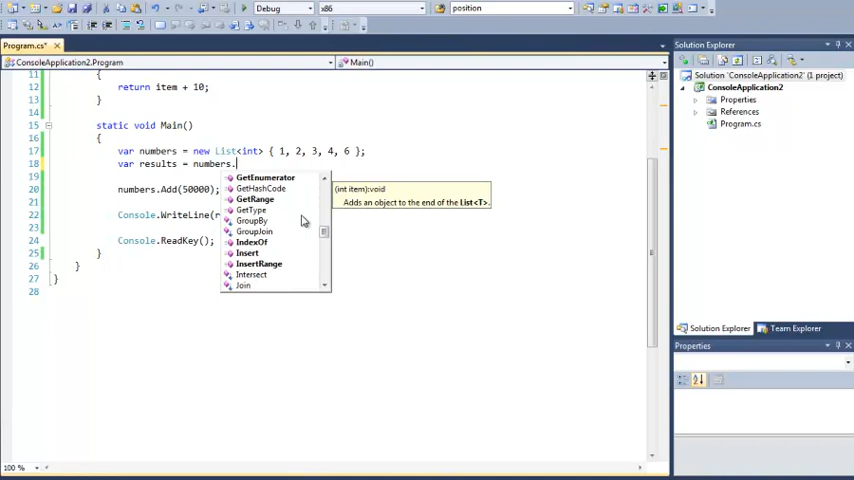 Debug
x86
position
Program.cs*
ConsoleApplication2.Program
Main()
11 {
12 return item + 10;
13 }
14
15 static void Main()
16 {
17 var numbers = new List<int> { 1, 2, 3, 4, 6 };
18 var results = numbers.
19
20 numbers.Add(50000);
21
22 Console.WriteLine(r
23
24 Console.ReadKey();
25 }
26 }
27 }
28
GetEnumerator
GetHashCode
GetRange
GetType
GroupBy
GroupJoin
IndexOf
Insert
InsertRange
Intersect
Join
(int item):void
Adds an object to the end of the List<T>.
100 %
Solution Explorer
Solution 'ConsoleApplication2' (1 project)
ConsoleApplication2
Properties
References
Program.cs
Solution Explorer
Team Explorer
Properties